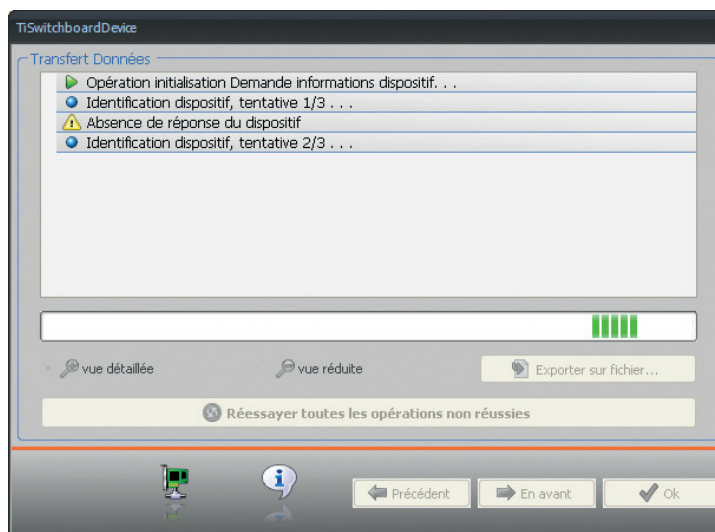 TiSwitchboardDevice
Transfert Données
Opération initialisation Demande informations dispositif. . .
Identification dispositif, tentative 1/3 . . .
Absence de réponse du dispositif
Identification dispositif, tentative 2/3 . . .
vue détaillée
vue réduite
Exporter sur fichier...
Réessayer toutes les opérations non réussies
Précédent
En avant
Ok